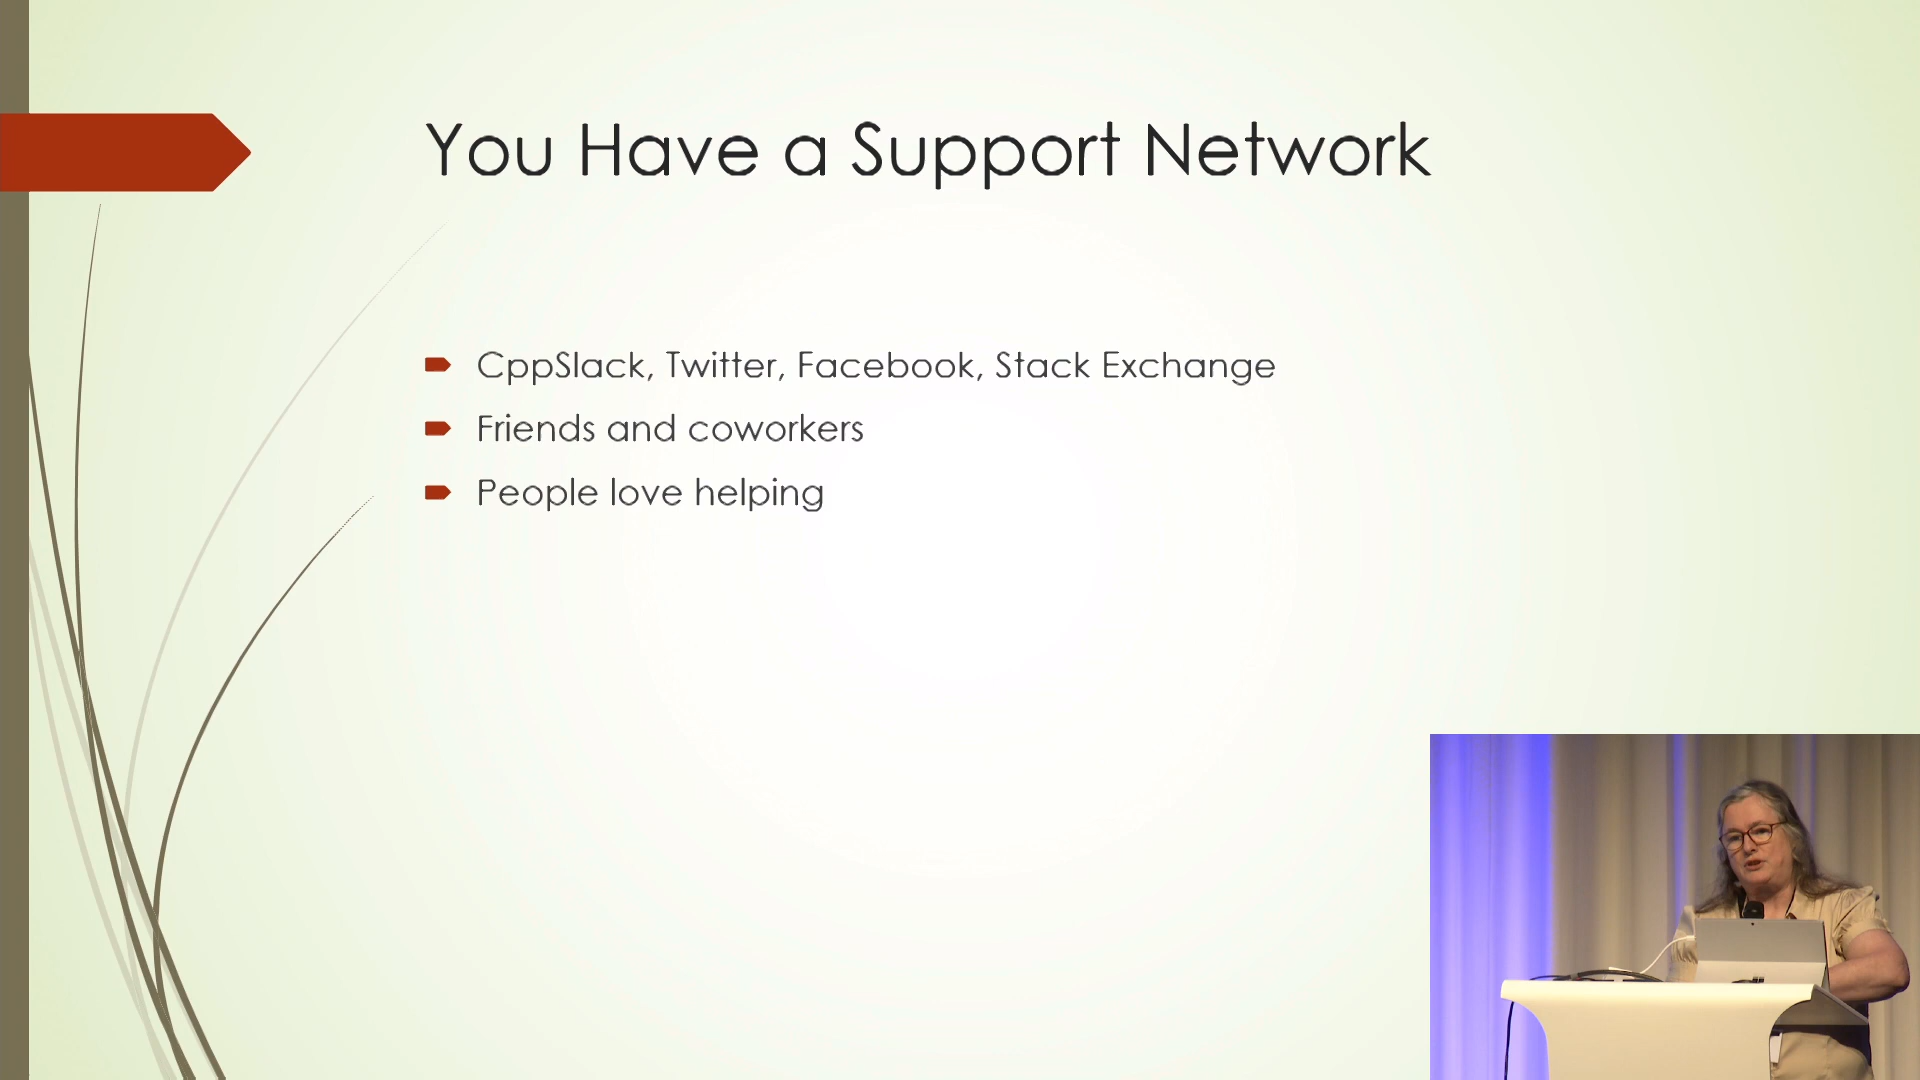 You Have a Support Network
CppSlack, Twitter, Facebook, Stack Exchange
Friends and coworkers
People love helping